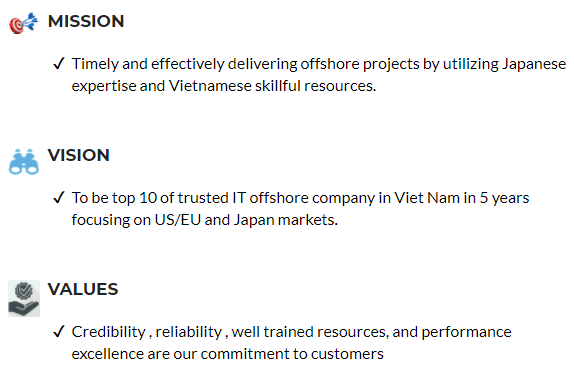 MISSION
✓ Timely and effectively delivering offshore projects by utilizing Japanese
expertise and Vietnamese skillful resources.
VISION
✓ To be top 10 of trusted IT offshore company in Viet Nam in 5 years
focusing on US/EU and Japan markets.
VALUES
✓ Credibility , reliability , well trained resources, and performance
excellence are our commitment to customers